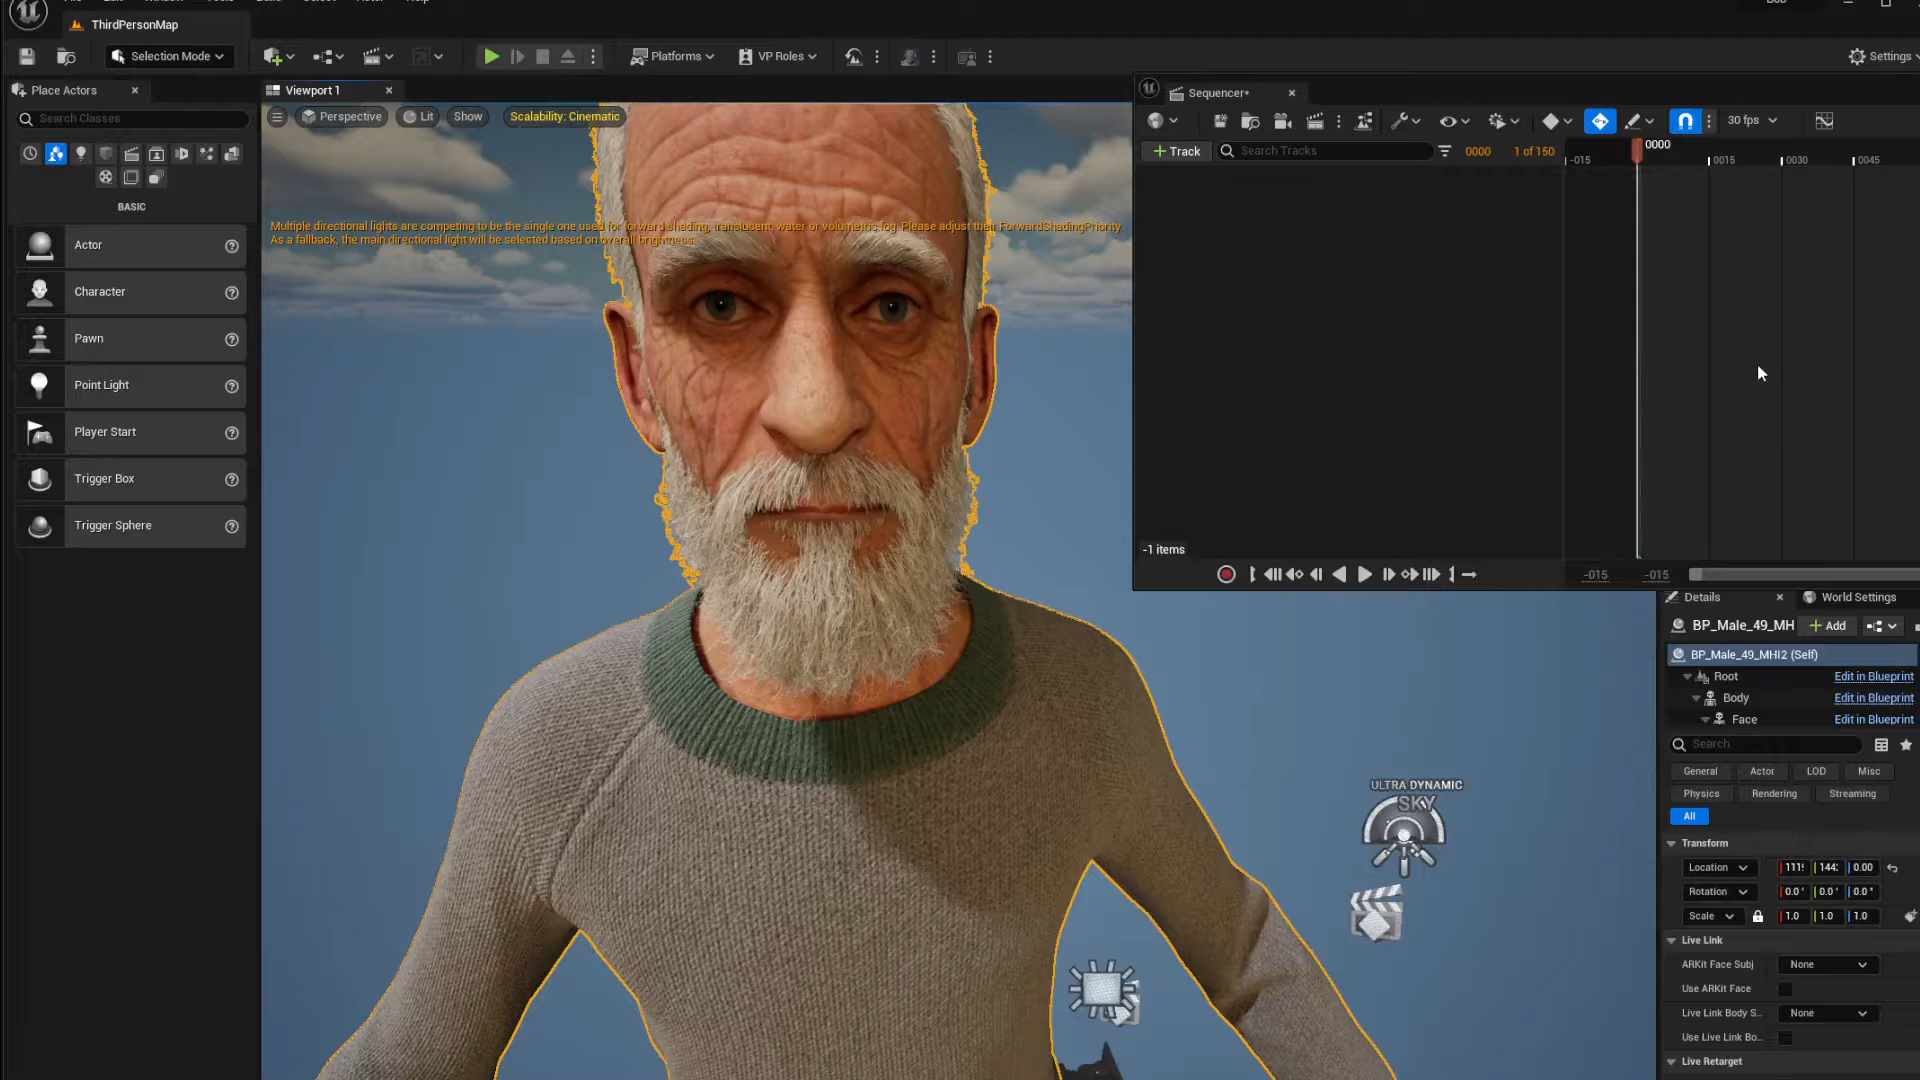 Bob
ThirdPersonMap
Selection Mode
Platforms
VP Roles
Settings
Place Actors
Viewport 1
Search Classes
Perspective
Lit
Show
Scalability: Cinematic
BASIC
Actor
Character
Pawn
Point Light
Player Start
Trigger Box
Trigger Sphere
Multiple directional lights are competing to be the single one used for forward shading, translucent, water or volumetric fog. Please adjust their ForwardShadingPriority
As a fallback, the main directional light will be selected based on overall brightness.
Sequencer*
30 fps
Track
Search Tracks
0000
1 of 150
-015
0000
0015
0030
0045
-1 items
-015
-015
ULTRA DYNAMIC
SKY
Details
World Settings
BP_Male_49_MH
Add
BP_Male_49_MHI2 (Self)
Root
Edit in Blueprint
Body
Edit in Blueprint
Face
Edit in Blueprint
Search
General
Actor
LOD
Misc
Physics
Rendering
Streaming
All
Transform
Location
111
144
0.00
Rotation
0.0 °
0.0 °
0.0 °
Scale
1.0
1.0
1.0
Live Link
ARKit Face Subj
None
Use ARKit Face
Live Link Body S...
None
Use Live Link Bo...
Live Retarget